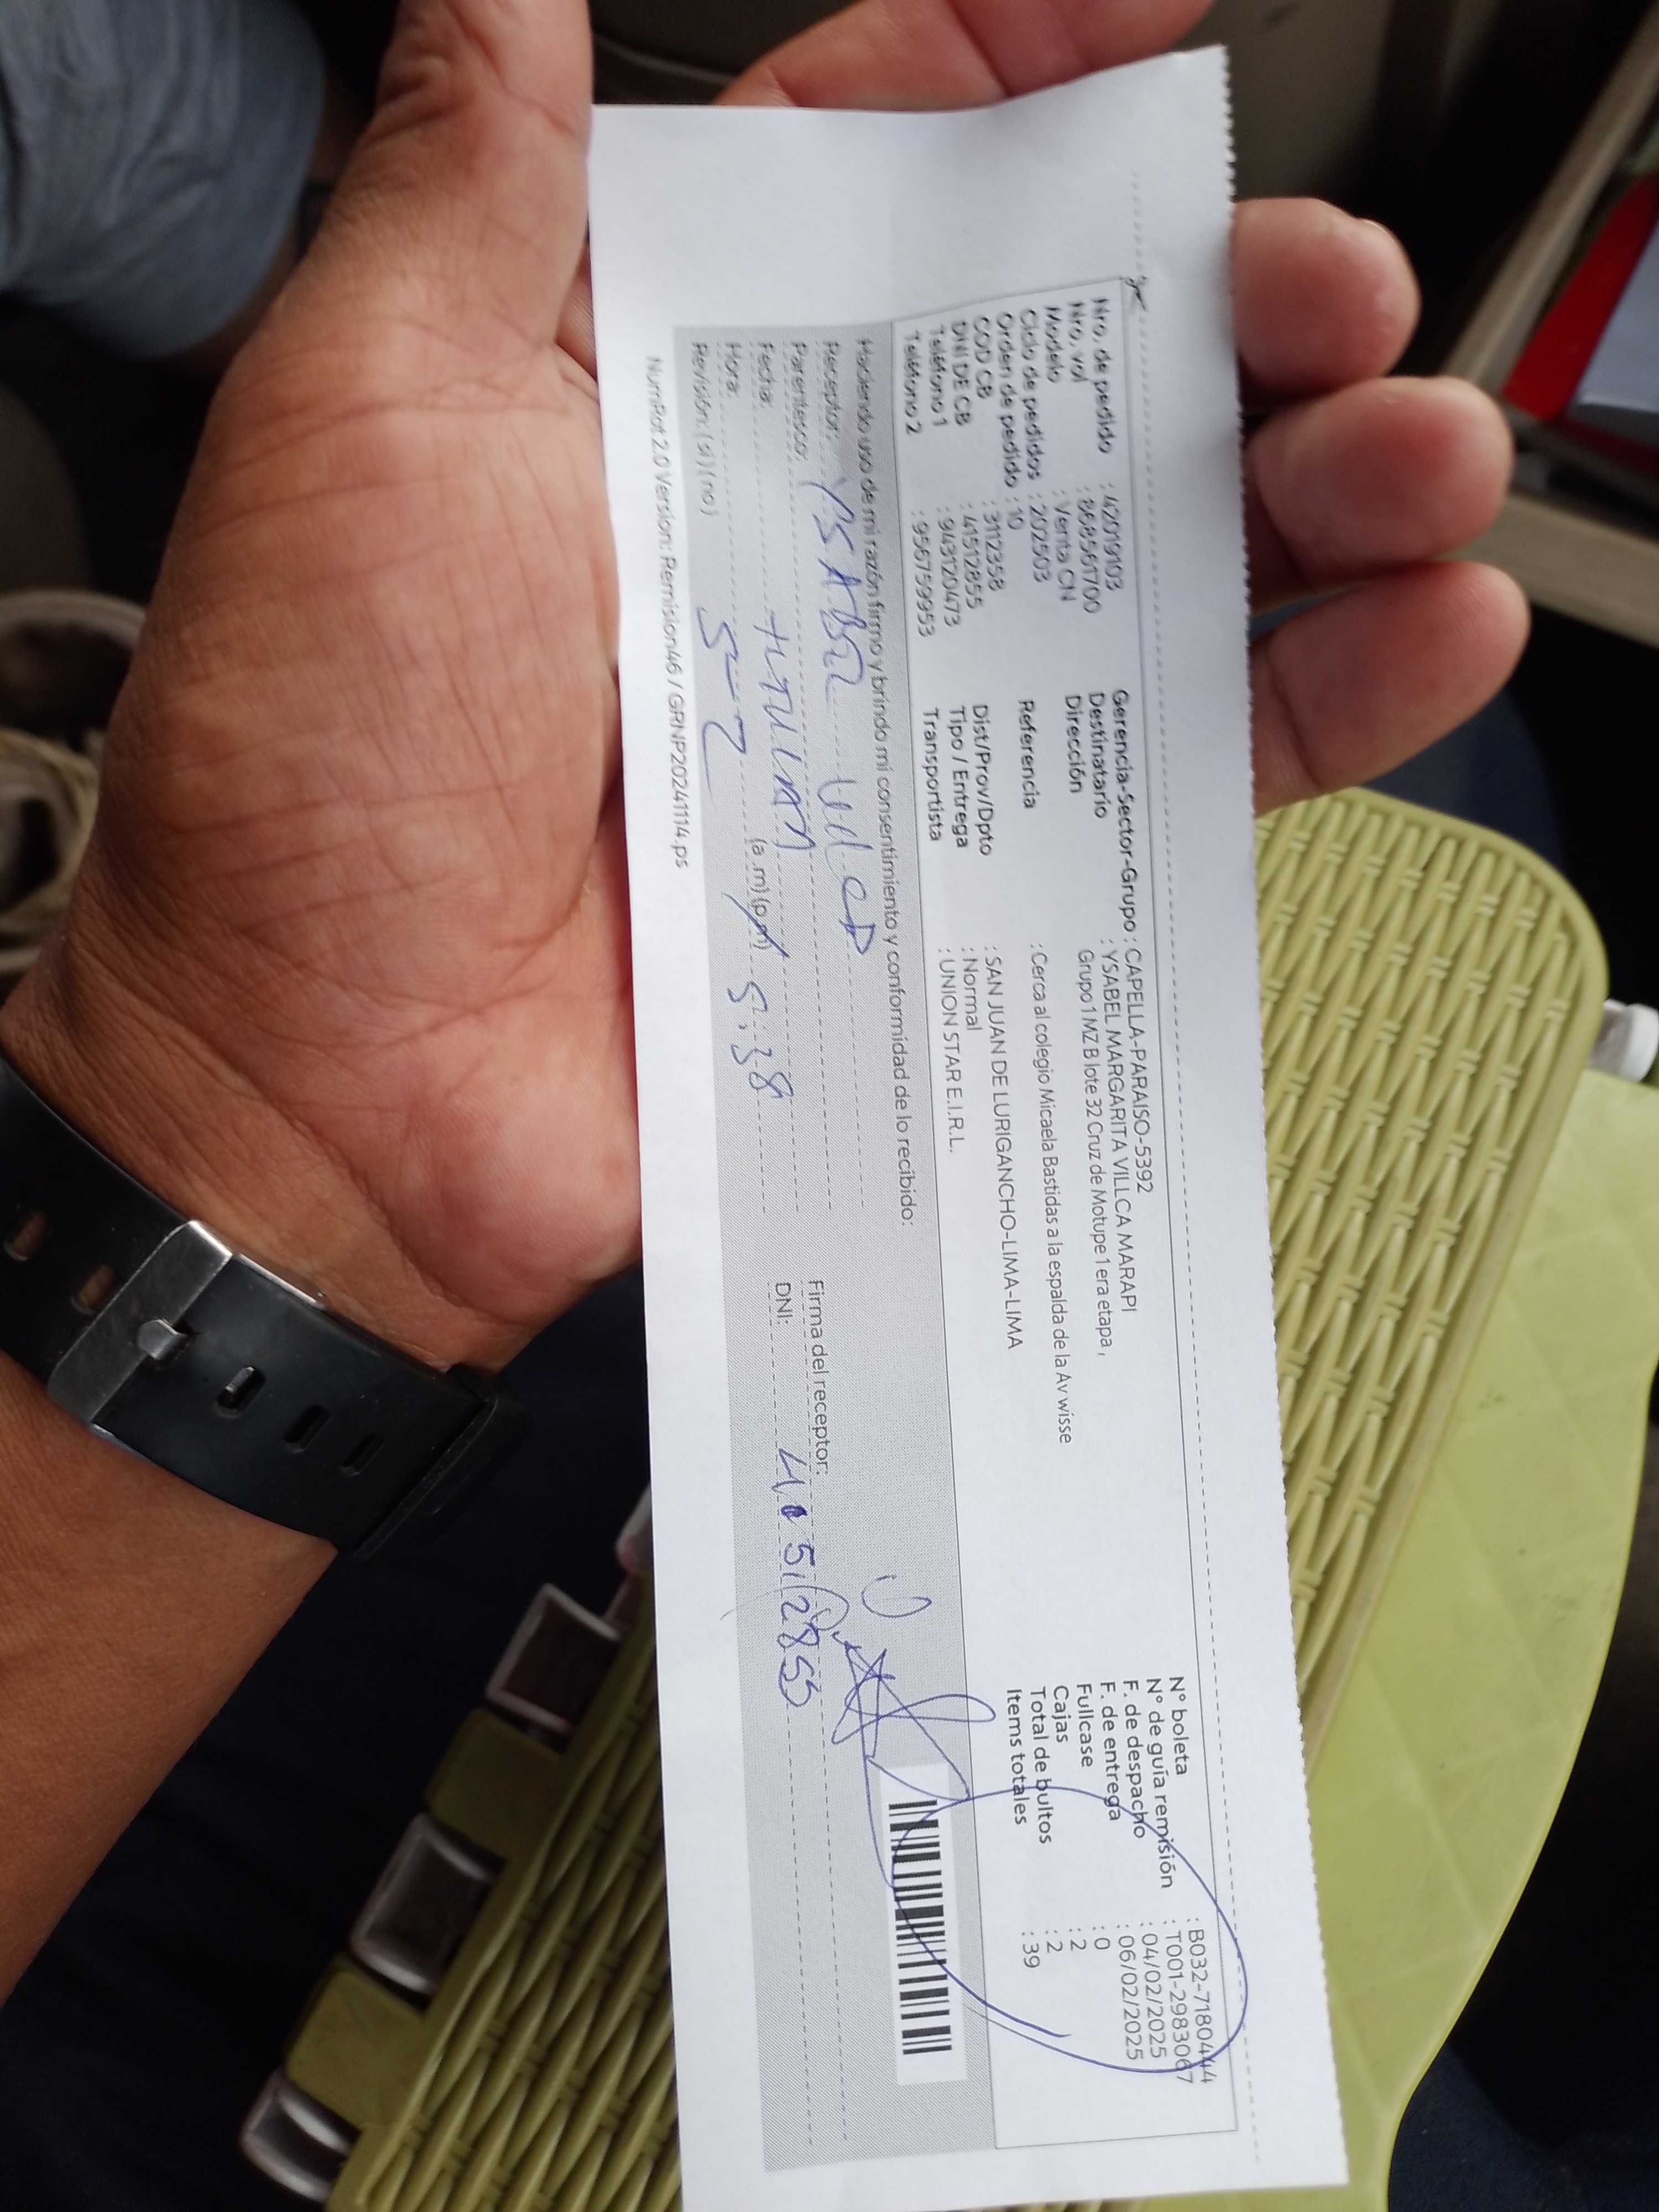 Nro. de pedido : 42019103
Nro. vol : 868561700
Modelo : Venta CN
Ciclo de pedidos : 202503
Orden de pedido : 10
COD CB : 3112358
DNI DE CB : 41512855
Teléfono 1 : 943120473
Teléfono 2 : 956759953
Gerencia-Sector-Grupo : CAPELLA-PARAISO-5392
Destinatario : YSABEL MARGARITA VILLCA MARAPI
Dirección Grupo 1 MZ B lote 32 Cruz de Motupe 1 era etapa ,
Referencia : Cerca al colegio Micaela Bastidas a la espalda de la Av wisse
Dist/Prov/Dpto : SAN JUAN DE LURIGANCHO-LIMA-LIMA
Tipo / Entrega : Normal
Transportista : UNION STAR E.I.R.L.
N° boleta : B032-7180444
N° de guía remisión : T001-2983067
F. de despacho : 04/02/2025
F. de entrega : 06/02/2025
Fullcase : 0
Cajas : 2
Total de bultos : 2
Items totales : 39
Haciendo uso de mi razón firmo y brindo mi consentimiento y conformidad de lo recibido:
Receptor:
Parentesco:
Fecha:
Hora: (a.m) (pm) 5:38
Revisión: (si) (no)
Firma del receptor:
DNI: 41512855
NumRot 2.0 Version: Remision46 / GRNP20241114.ps